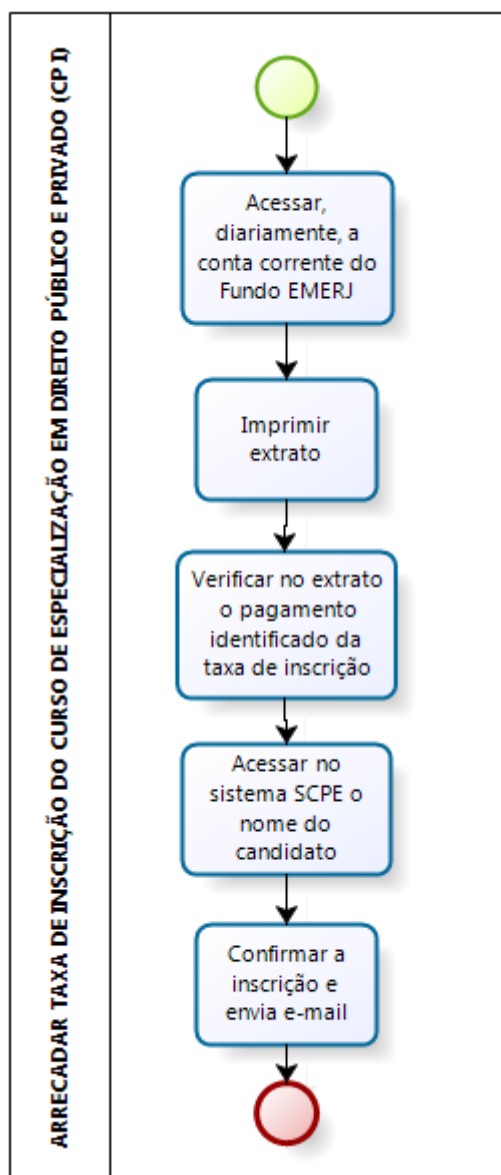 ARRECADAR TAXA DE INSCRIÇÃO DO CURSO DE ESPECIALIZAÇÃO EM DIREITO PÚBLICO E PRIVADO (CP I)
Acessar,
diariamente, a
conta corrente do
Fundo EMERJ
Imprimir
extrato
Verificar no extrato
o pagamento
identificado da
taxa de inscrição
Acessar no
sistema SCPE o
nome do
candidato
Confirmar a
inscrição e
envia e-mail